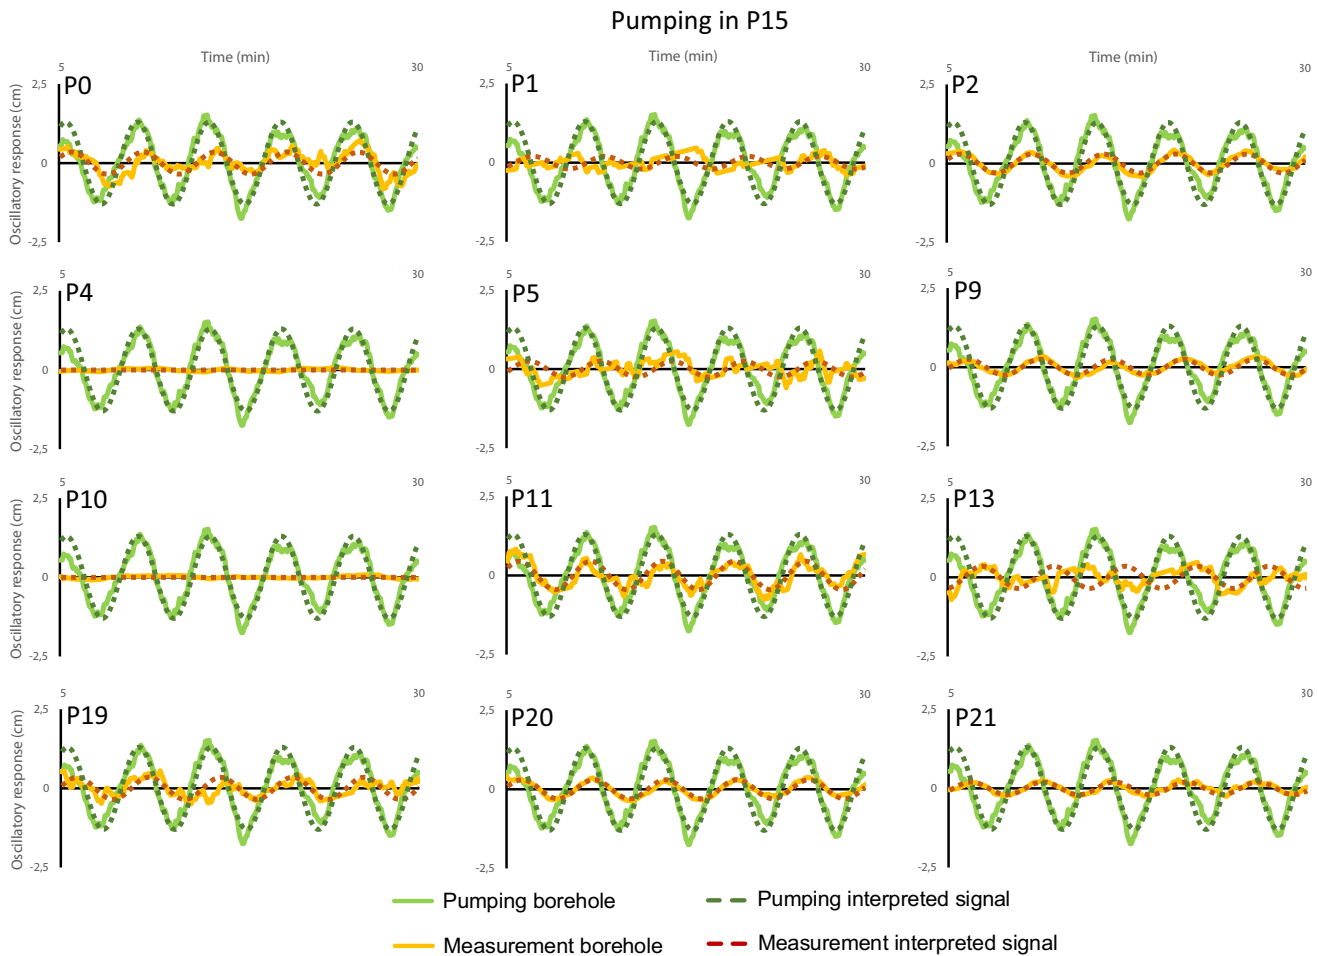 Pumping in P15
Time (min)
Time (min)
Time (min)
5
30
5
30
5
30
Oscillatory response (cm)
2,5
0
-2,5
P0
2,5
0
-2,5
P1
2,5
0
-2,5
P2
5
30
5
30
5
30
Oscillatory response (cm)
2,5
0
-2,5
P4
2,5
0
-2,5
P5
2,5
0
-2,5
P9
5
30
5
30
5
30
Oscillatory response (cm)
2,5
0
-2,5
P10
2,5
0
-2,5
P11
2,5
0
-2,5
P13
5
30
5
30
5
30
Oscillatory response (cm)
2,5
0
-2,5
P19
2,5
0
-2,5
P20
2,5
0
-2,5
P21
Pumping borehole
Pumping interpreted signal
Measurement borehole
Measurement interpreted signal